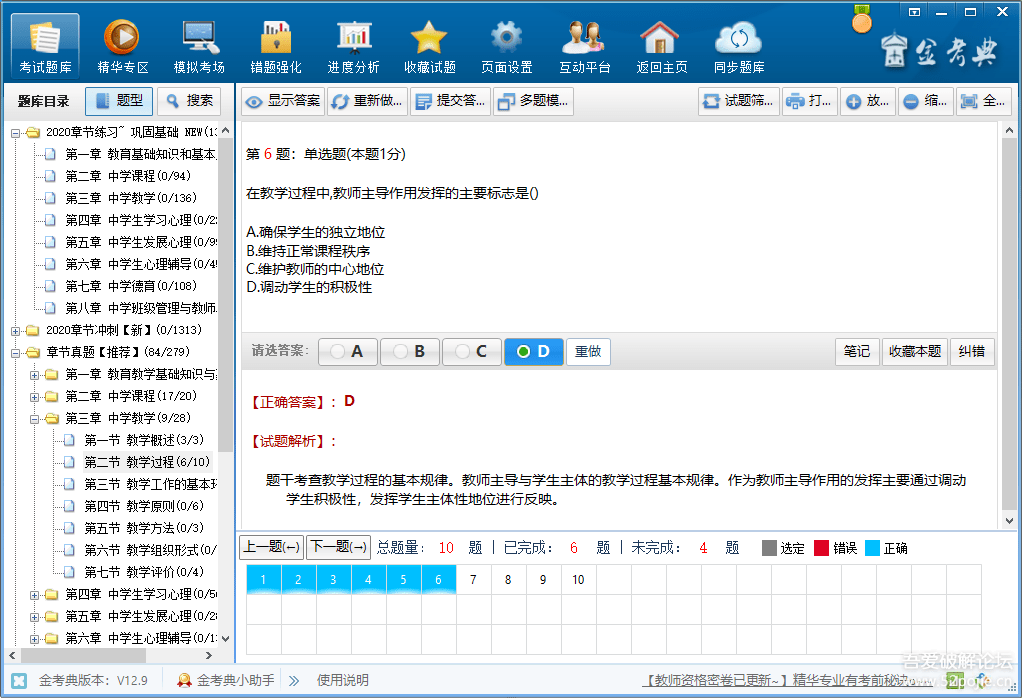 金考典
考试题库 精华专区 模拟考场 错题强化 进度分析 收藏试题 页面设置 互动平台 返回主页 同步题库
题库目录 题型 搜索
显示答案 重新做... 提交答... 多题模... 试题筛... 打... 放... 缩... 全...
2020章节练习~ 巩固基础 NEW(13
第一章 教育基础知识和基本
第二章 中学课程(0/94)
第三章 中学教学(0/136)
第四章 中学生学习心理(0/22
第五章 中学生发展心理(0/99
第六章 中学生心理辅导(0/49
第七章 中学德育(0/108)
第八章 中学班级管理与教师
2020章节冲刺【新】(0/1313)
章节真题【推荐】(84/279)
第一章 教育教学基础知识与
第二章 中学课程(17/20)
第三章 中学教学(9/28)
第一节 教学概述(3/3)
第二节 教学过程(6/10)
第三节 教学工作的基本环
第四节 教学原则(0/6)
第五节 教学方法(0/3)
第六节 教学组织形式(0/
第七节 教学评价(0/4)
第四章 中学生学习心理(0/50
第五章 中学生发展心理(0/28
第六章 中学生心理辅导(0/13
第 6 题: 单选题(本题1分)
在教学过程中,教师主导作用发挥的主要标志是()
A.确保学生的独立地位
B.维持正常课程秩序
C.维护教师的中心地位
D.调动学生的积极性
请选答案: A B C D 重做 笔记 收藏本题 纠错
【正确答案】: D
【试题解析】:
题干考查教学过程的基本规律。教师主导与学生主体的教学过程基本规律。作为教师主导作用的发挥主要通过调动
学生积极性，发挥学生主体性地位进行反映。
上一题(←) 下一题(→) 总题量: 10 题 | 已完成: 6 题 | 未完成: 4 题 选定 错误 正确
1 2 3 4 5 6 7 8 9 10
金考典版本: V12.9 金考典小助手 » 使用说明 【教师资格密卷已更新~】精华专业有考前秘诀
吾爱破解论坛
www.52pojie.cn